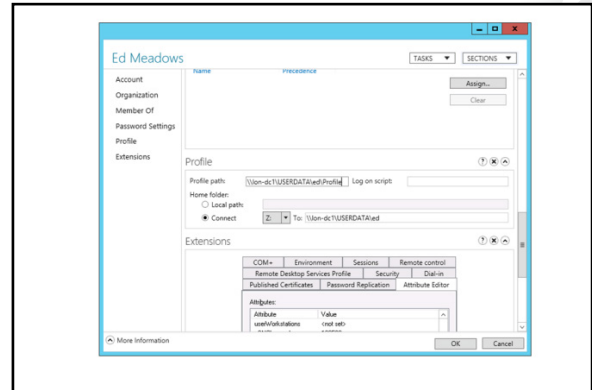 Ed Meadows
TASKS
SECTIONS
Account
Organization
Member Of
Password Settings
Profile
Extensions
Name Precedence
Assign...
Clear
Profile
Profile path: \\lon-dc1\USERDATA\ed\Profile Log on script:
Home folder:
Local path:
Connect Z: To: \\lon-dc1\USERDATA\ed
Extensions
COM+ Environment Sessions Remote control
Remote Desktop Services Profile Security Dial-in
Published Certificates Password Replication Attribute Editor
Attributes:
Attribute Value
userWorkstations <not set>
More Information
OK Cancel